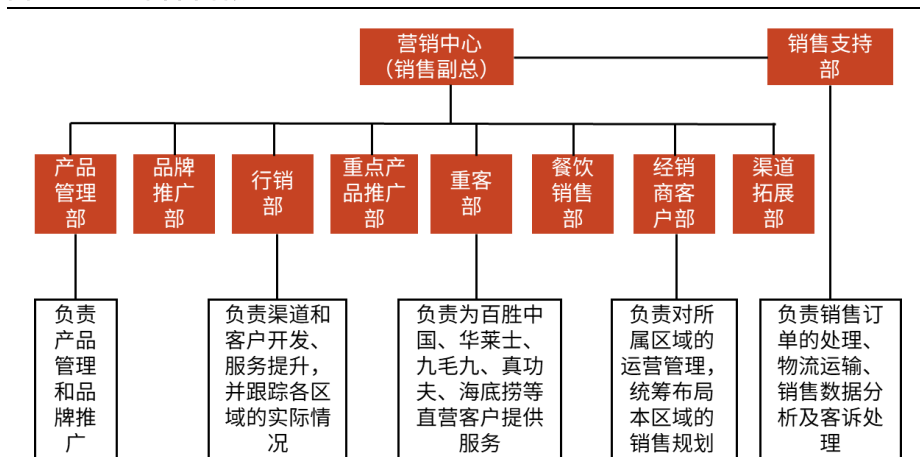 营销中心
（销售副总）
销售支持
部
产品
管理
部
品牌
推广
部
行销
部
重点产
品推广
部
重客
部
餐饮
销售
部
经销
商客
户部
渠道
拓展
部
负责
产品
管理
和品
牌推
广
负责渠道和
客户开发、
服务提升，
并跟踪各区
域的实际情
况
负责为百胜中
国、华莱士、
九毛九、真功
夫、海底捞等
直营客户提供
服务
负责对所
属区域的
运营管理，
统筹布局
本区域的
销售规划
负责销售订
单的处理、
物流运输、
销售数据分
析及客诉处
理